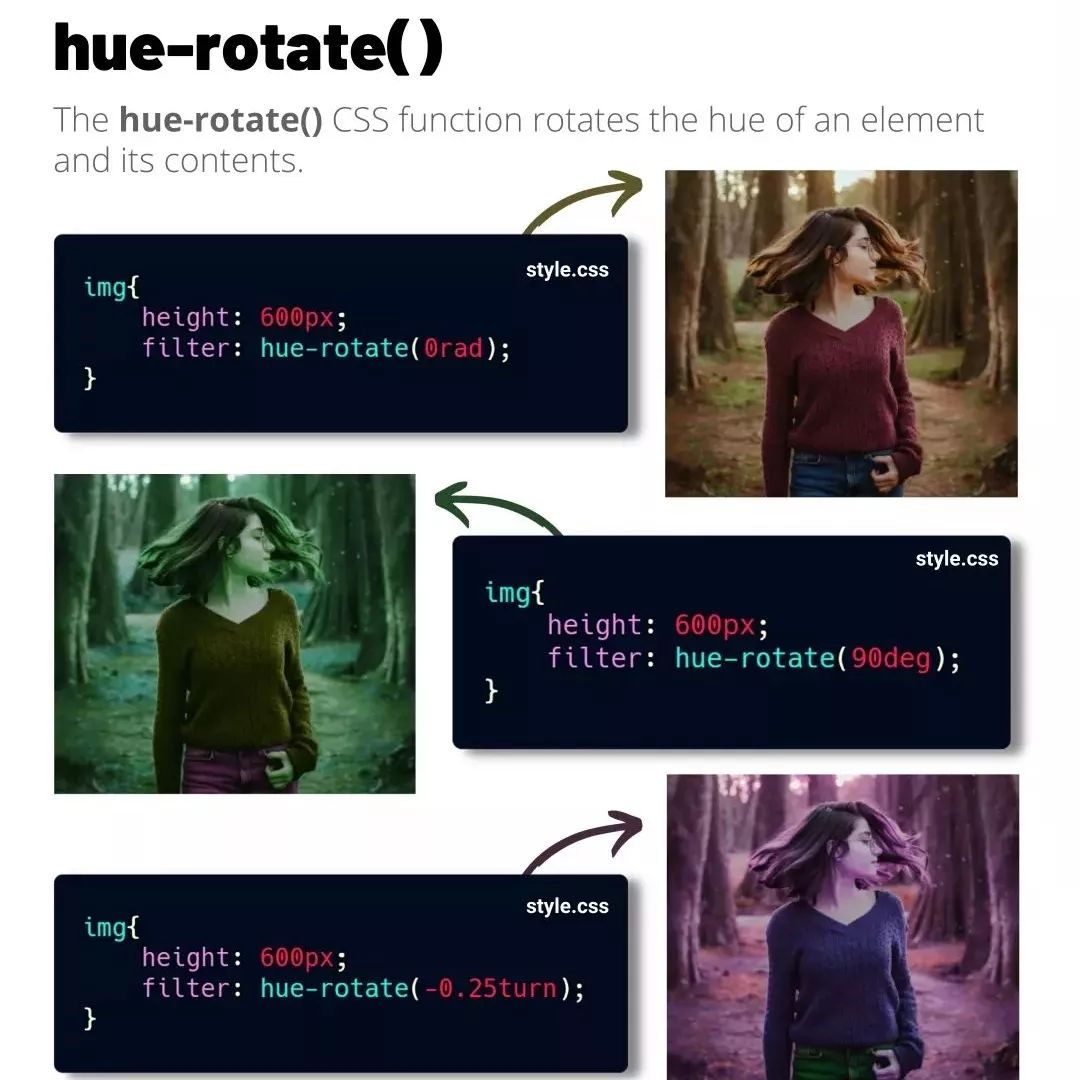 hue-rotate()
The hue-rotate() CSS function rotates the hue of an element
and its contents.
style.css
img{
height: 600px;
filter: hue-rotate(0rad);
}
style.css
img{
height: 600px;
filter: hue-rotate(90deg);
}
style.css
img{
height: 600px;
filter: hue-rotate(-0.25turn);
}